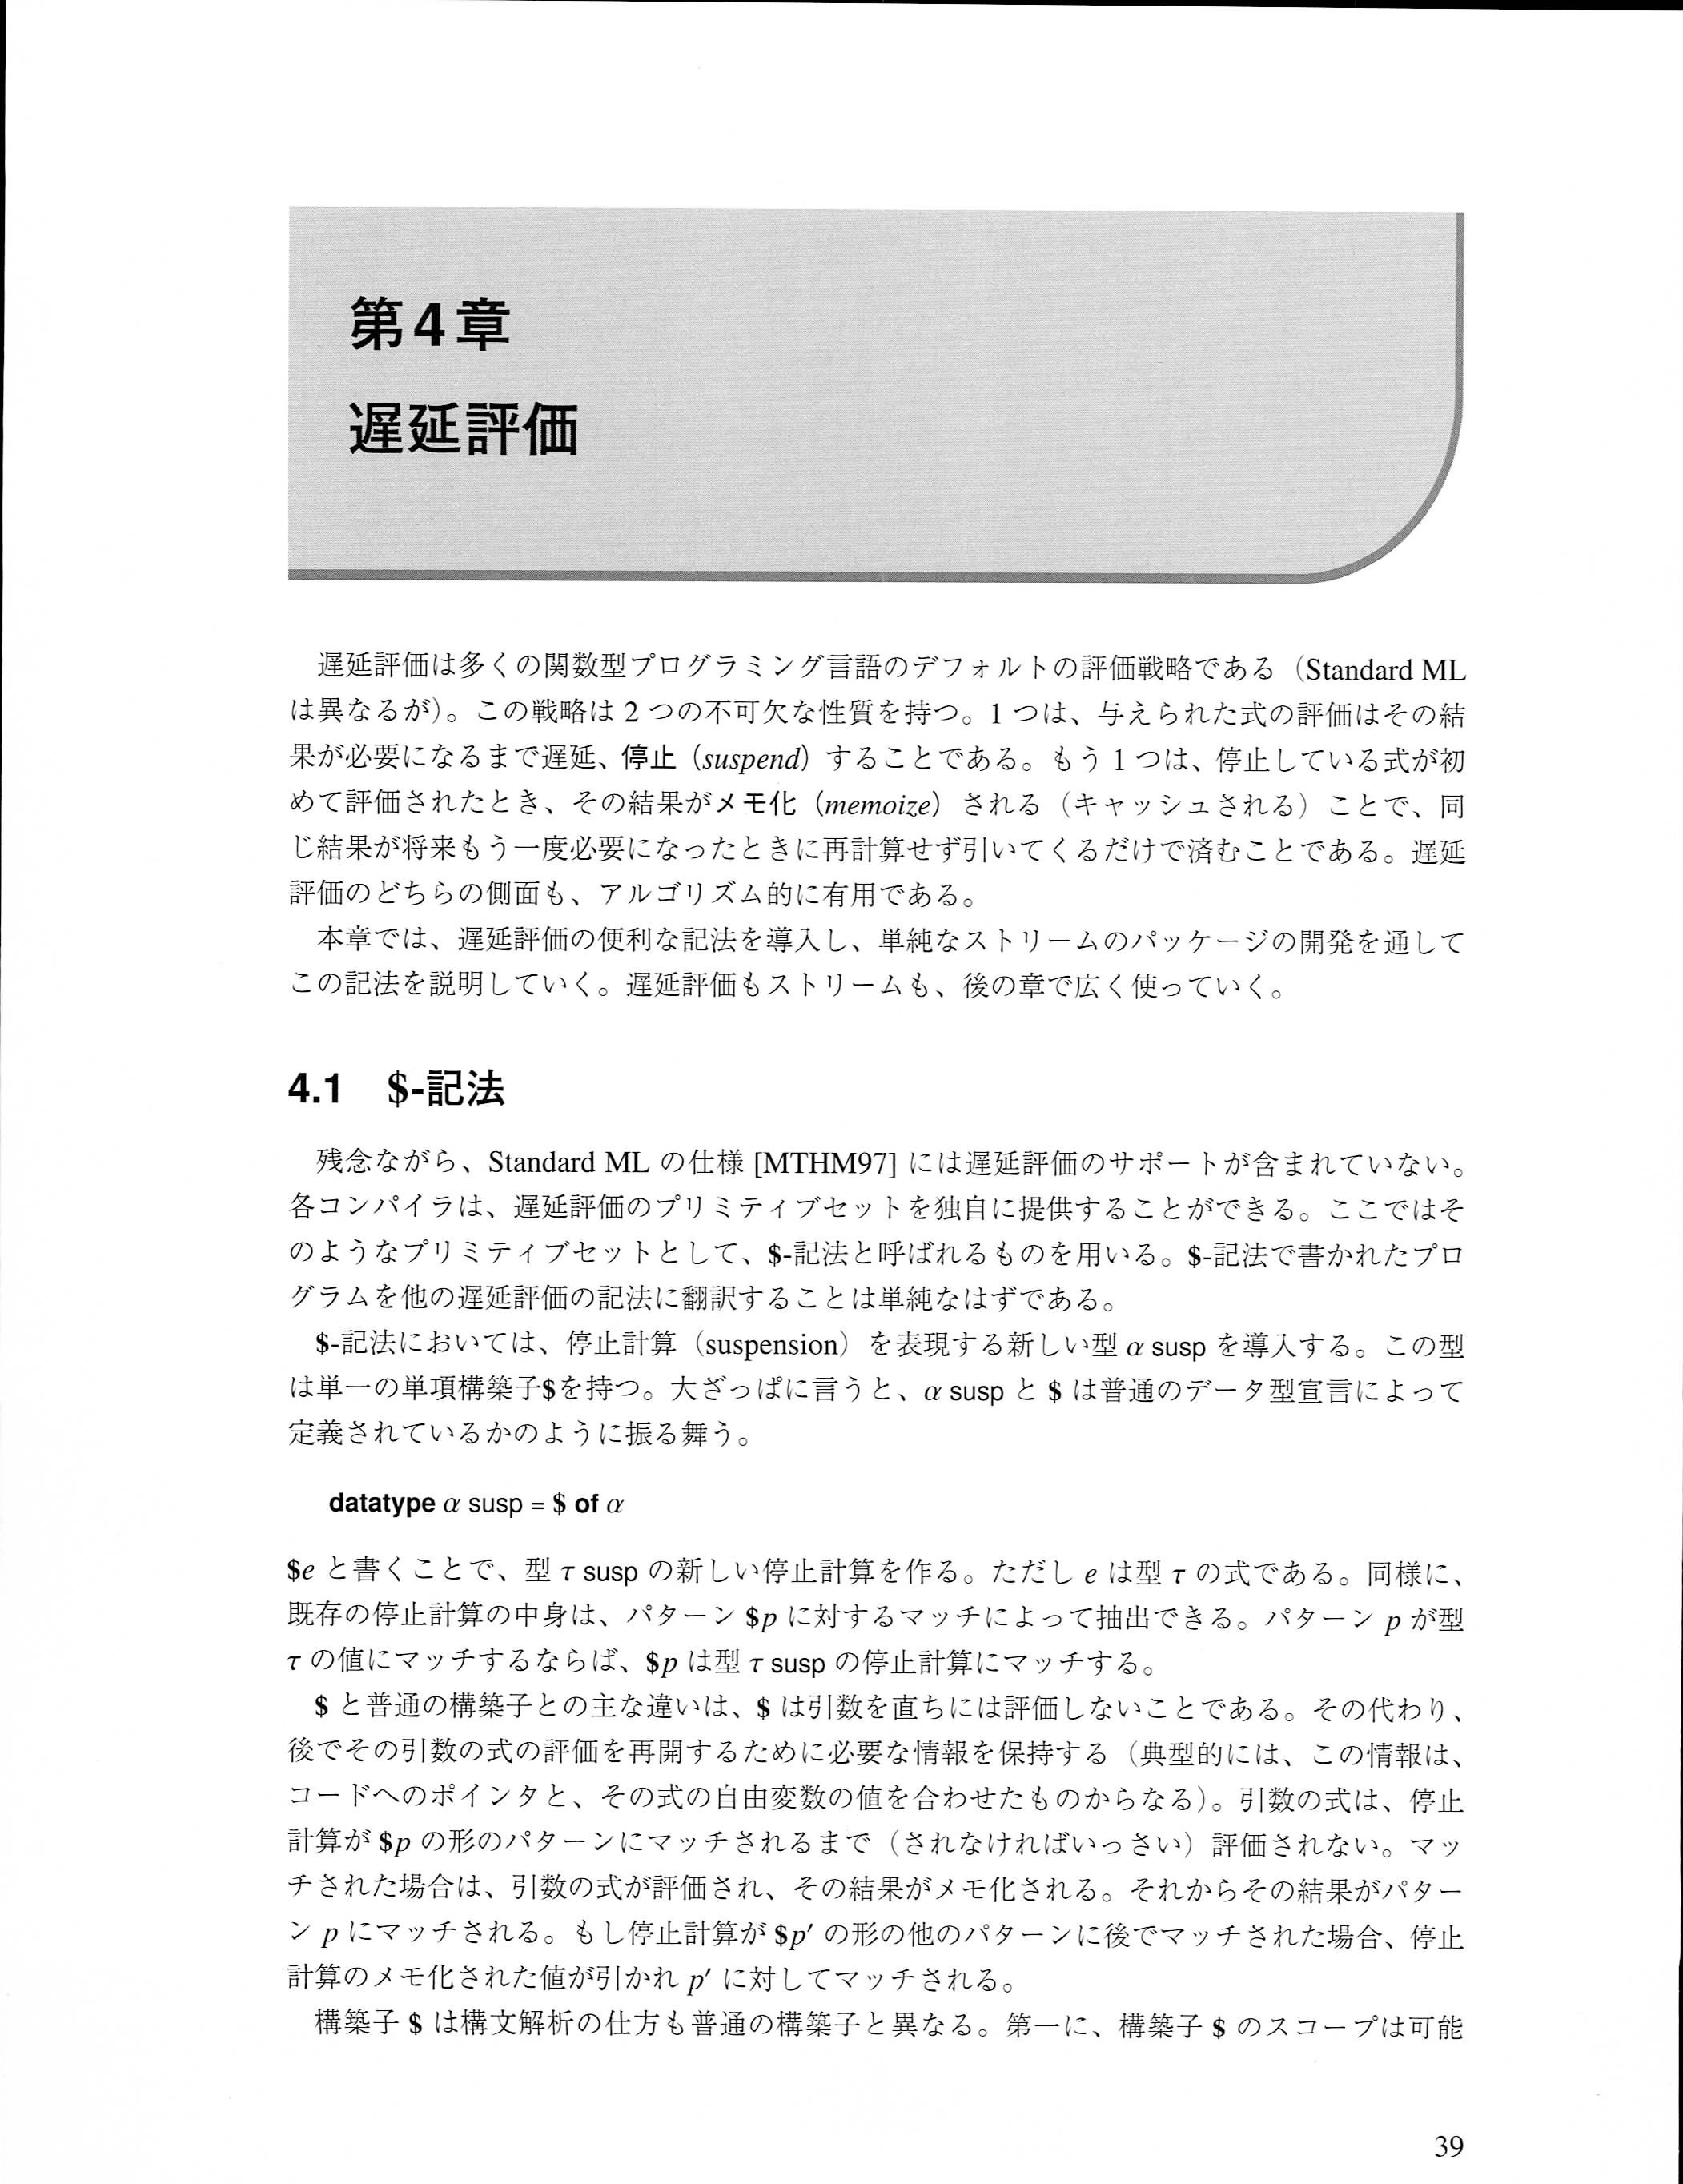 第4章
遅延評価
遅延評価は多くの関数型プログラミング言語のデフォルトの評価戦略である（Standard ML
は異なるが）。この戦略は 2 つの不可欠な性質を持つ。1 つは、与えられた式の評価はその結
果が必要になるまで遅延、停止（suspend）することである。もう 1 つは、停止している式が初
めて評価されたとき、その結果がメモ化（memoize）される（キャッシュされる）ことで、同
じ結果が将来もう一度必要になったときに再計算せず引いてくるだけで済むことである。遅延
評価のどちらの側面も、アルゴリズム的に有用である。
本章では、遅延評価の便利な記法を導入し、単純なストリームのパッケージの開発を通して
この記法を説明していく。遅延評価もストリームも、後の章で広く使っていく。
4.1 $-記法
残念ながら、Standard ML の仕様 [MTHM97] には遅延評価のサポートが含まれていない。
各コンパイラは、遅延評価のプリミティブセットを独自に提供することができる。ここではそ
のようなプリミティブセットとして、$-記法と呼ばれるものを用いる。$-記法で書かれたプロ
グラムを他の遅延評価の記法に翻訳することは単純なはずである。
$-記法においては、停止計算（suspension）を表現する新しい型 α susp を導入する。この型
は単一の単項構築子$を持つ。大ざっぱに言うと、α susp と $ は普通のデータ型宣言によって
定義されているかのように振る舞う。
datatype α susp = $ of α
$e と書くことで、型 τ susp の新しい停止計算を作る。ただし e は型 τ の式である。同様に、
既存の停止計算の中身は、パターン $p に対するマッチによって抽出できる。パターン p が型
τ の値にマッチするならば、$p は型 τ susp の停止計算にマッチする。
$ と普通の構築子との主な違いは、$ は引数を直ちには評価しないことである。その代わり、
後でその引数の式の評価を再開するために必要な情報を保持する（典型的には、この情報は、
コードへのポインタと、その式の自由変数の値を合わせたものからなる）。引数の式は、停止
計算が $p の形のパターンにマッチされるまで（されなければいっさい）評価されない。マッ
チされた場合は、引数の式が評価され、その結果がメモ化される。それからその結果がパター
ン p にマッチされる。もし停止計算が $p′ の形の他のパターンに後でマッチされた場合、停止
計算のメモ化された値が引かれ p′ に対してマッチされる。
構築子 $ は構文解析の仕方も普通の構築子と異なる。第一に、構築子 $ のスコープは可能
39